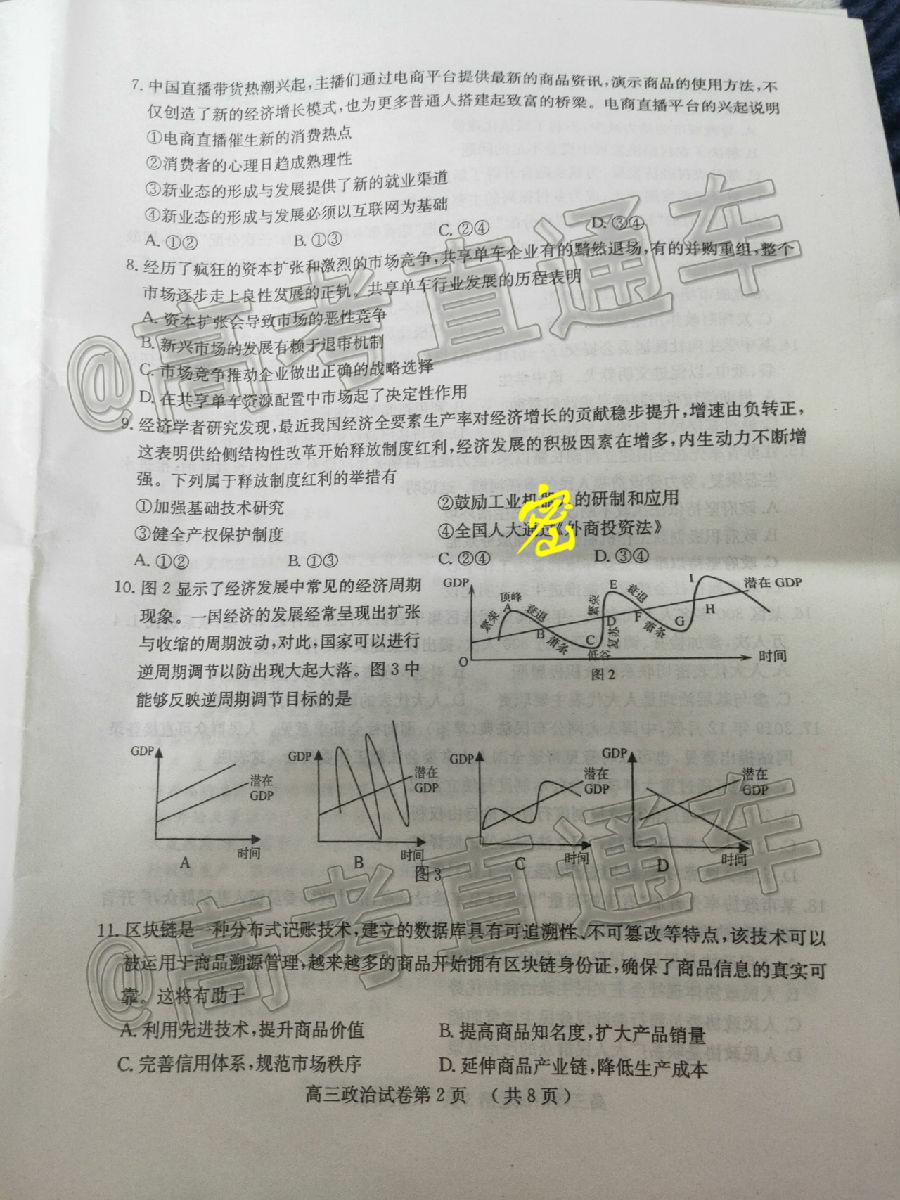 7. 中国直播带货热潮兴起，主播们通过电商平台提供最新的商品资讯，演示商品的使用方法，不
仅创造了新的经济增长模式，也为更多普通人搭建起致富的桥梁。电商直播平台的兴起说明
①电商直播催生新的消费热点
②消费者的心理日趋成熟理性
③新业态的形成与发展提供了新的就业渠道
④新业态的形成与发展必须以互联网为基础
A. ①② B. ①③ C. ②④ D. ③④
8. 经历了疯狂的资本扩张和激烈的市场竞争，共享单车企业有的黯然退场，有的并购重组，整个
市场逐步走上良性发展的正轨。共享单车行业发展的历程表明
A. 资本扩张会导致市场的恶性竞争
B. 新兴市场的发展有赖于退市机制
C. 市场竞争推动企业做出正确的战略选择
D. 在共享单车资源配置中市场起了决定性作用
9. 经济学者研究发现，最近我国经济全要素生产率对经济增长的贡献稳步提升，增速由负转正，
这表明供给侧结构性改革开始释放制度红利，经济发展的积极因素在增多，内生动力不断增
强。下列属于释放制度红利的举措有
①加强基础技术研究 ②鼓励工业机器人的研制和应用
③健全产权保护制度 ④全国人大通过《外商投资法》
密
A. ①② B. ①③ C. ②④ D. ③④
10. 图 2 显示了经济发展中常见的经济周期
现象。一国经济的发展经常呈现出扩张
与收缩的周期波动，对此，国家可以进行
逆周期调节以防出现大起大落。图 3 中
能够反映逆周期调节目标的是
GDP 顶峰 繁荣 A 衰退 B 萧条 C 低谷 复苏 D 繁荣 E 衰退 F 萧条 G H I 潜在 GDP
O 时间
图 2
GDP 潜在 GDP 时间 A
GDP 潜在 GDP 时间 B
GDP 潜在 GDP 时间 C
GDP 潜在 GDP 时间 D
图 3
11. 区块链是一种分布式记账技术，建立的数据库具有可追溯性、不可篡改等特点，该技术可以
被运用于商品溯源管理，越来越多的商品开始拥有区块链身份证，确保了商品信息的真实可
靠。这将有助于
A. 利用先进技术，提升商品价值 B. 提高商品知名度，扩大产品销量
C. 完善信用体系，规范市场秩序 D. 延伸商品产业链，降低生产成本
高三政治试卷第 2 页 （共 8 页）
@高考直通车
@高考直通车